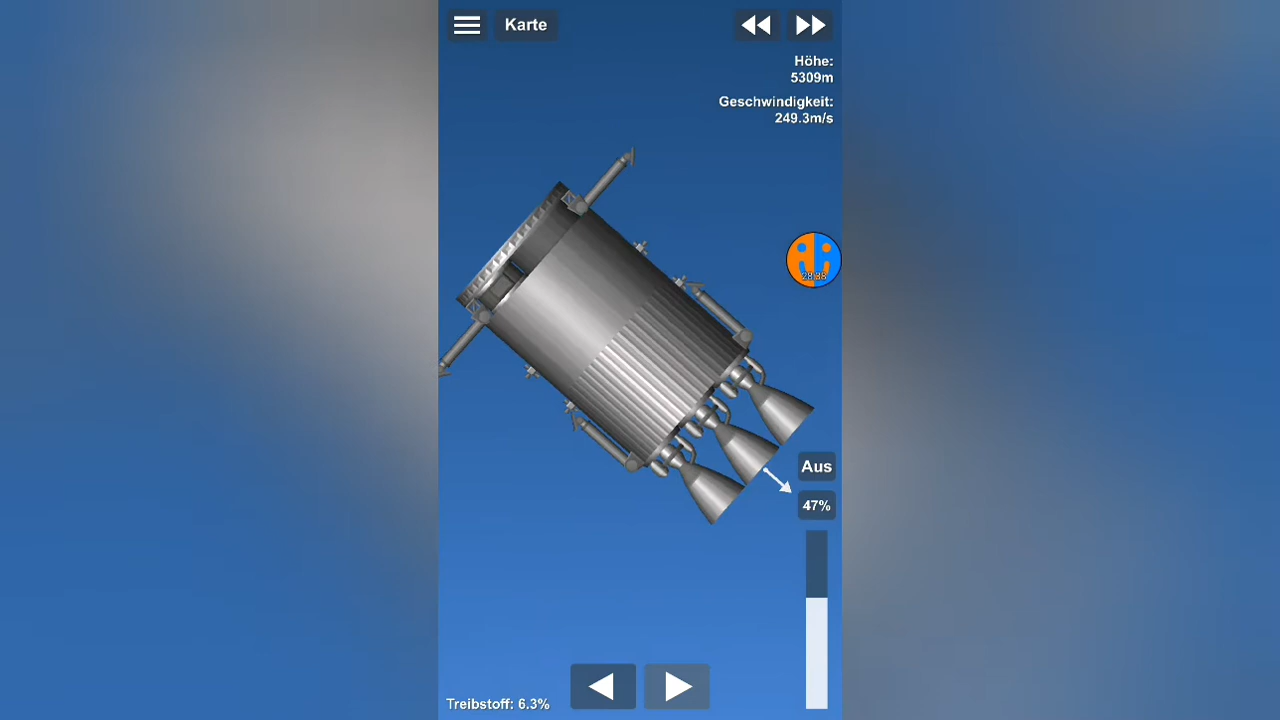 Karte
Höhe:
5309m
Geschwindigkeit:
249.3m/s
Aus
47%
Treibstoff: 6.3%